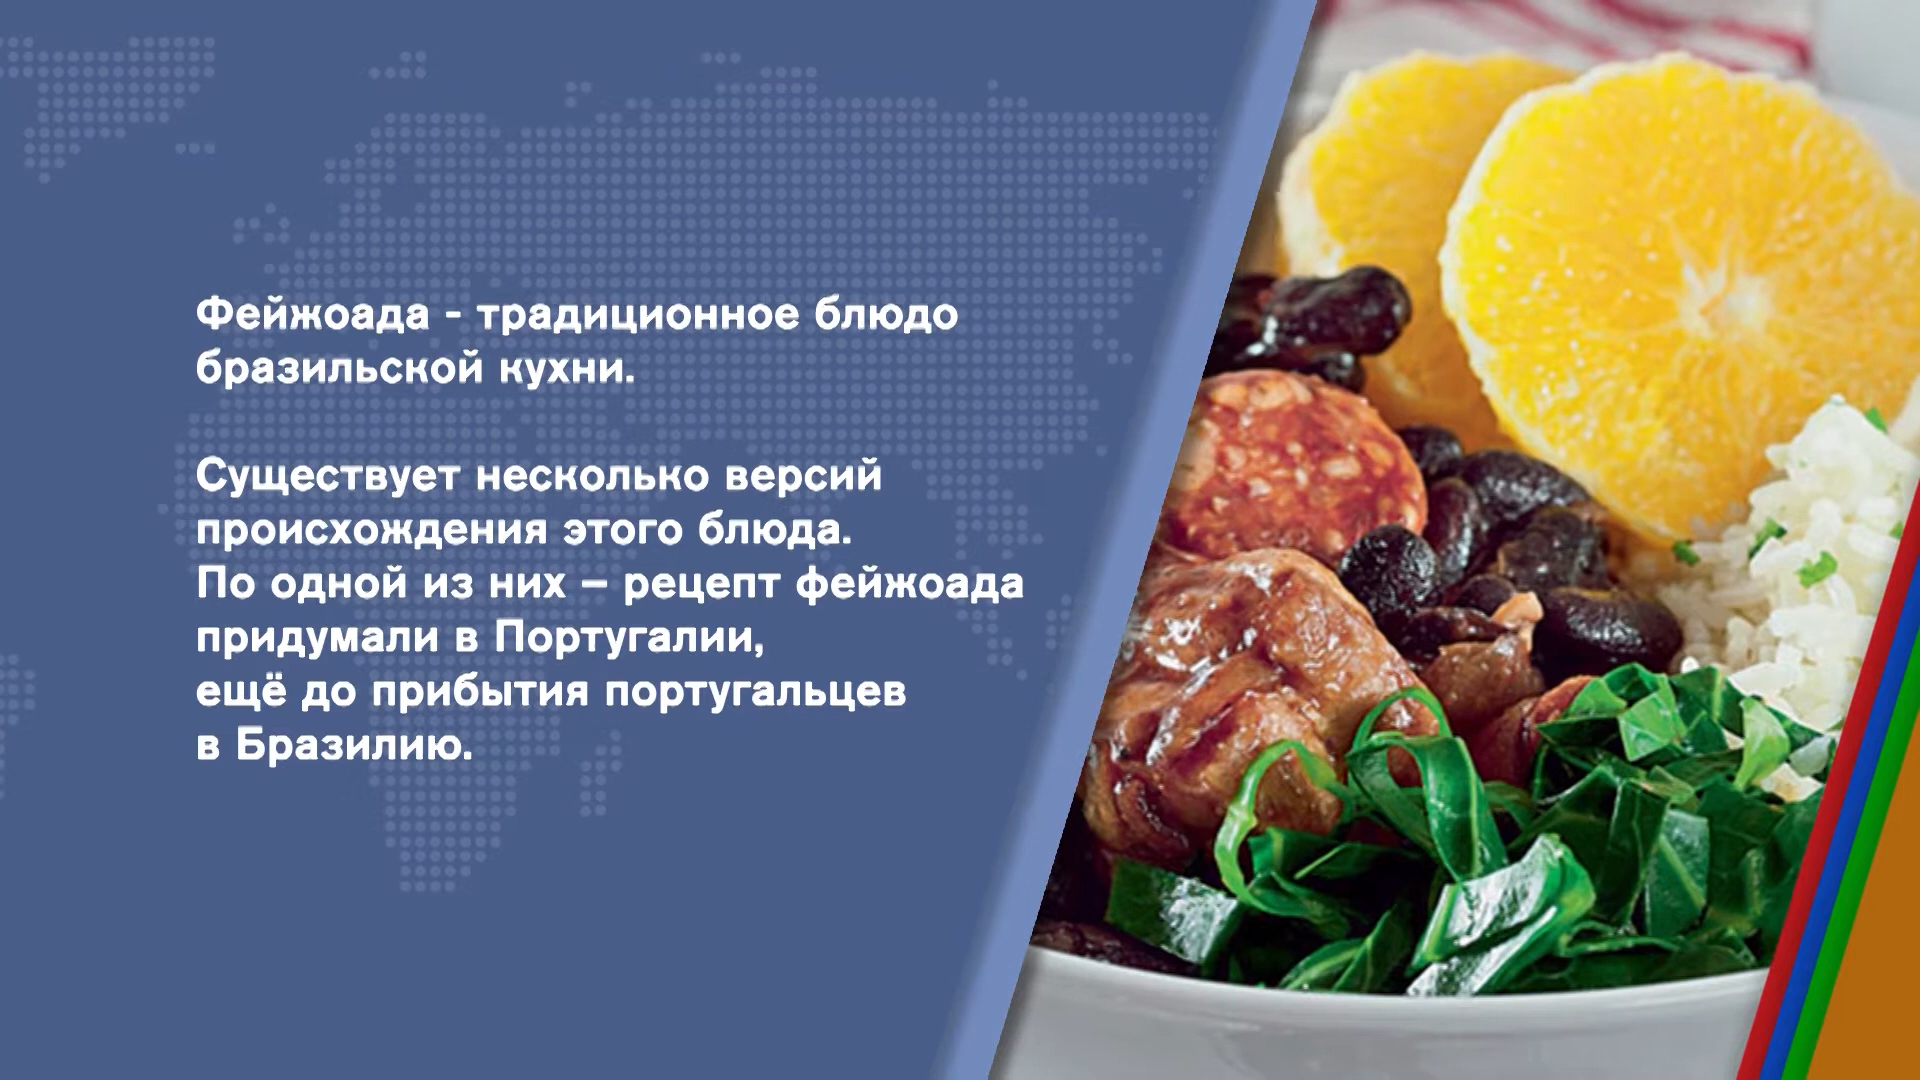 Фейжоада - традиционное блюдо
бразильской кухни.
Существует несколько версий
происхождения этого блюда.
По одной из них – рецепт фейжоада
придумали в Португалии,
ещё до прибытия португальцев
в Бразилию.